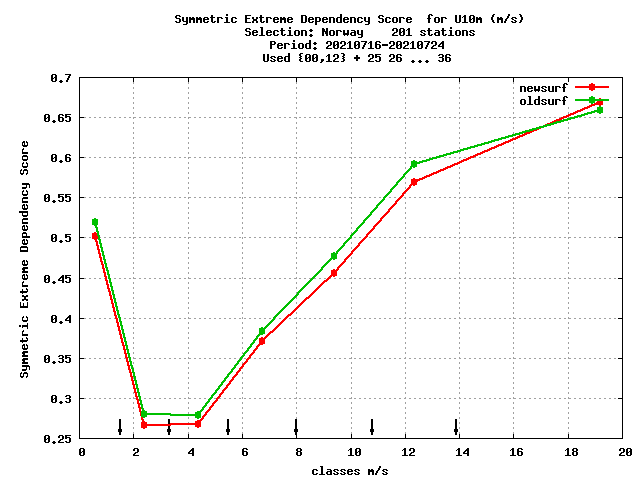 Symmetric Extreme Dependency Score  for U10m (m/s)
Selection: Norway    201 stations
Period: 20210716-20210724
Used {00,12} + 25 26 ... 36
newsurf
oldsurf
Symmetric Extreme Dependency Score
0.7
0.65
0.6
0.55
0.5
0.45
0.4
0.35
0.3
0.25
0 2 4 6 8 10 12 14 16 18 20
classes m/s